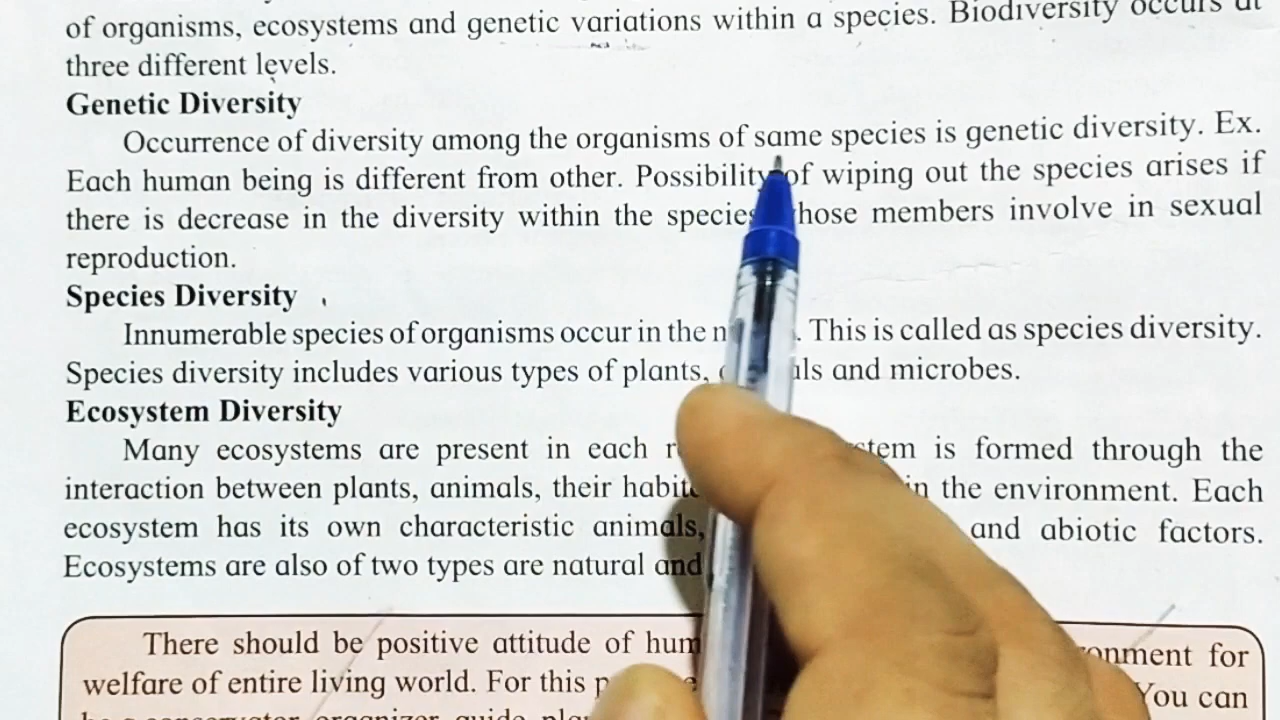 of organisms, ecosystems and genetic variations within a species. Biodiversity occurs at
three different levels.
Genetic Diversity
Occurrence of diversity among the organisms of same species is genetic diversity. Ex.
Each human being is different from other. Possibility of wiping out the species arises if
there is decrease in the diversity within the species whose members involve in sexual
reproduction.
Species Diversity
Innumerable species of organisms occur in the This is called as species diversity.
Species diversity includes various types of plants, and microbes.
Ecosystem Diversity
Many ecosystems are present in each is formed through the
interaction between plants, animals, their in the environment. Each
ecosystem has its own characteristic animals, and abiotic factors.
Ecosystems are also of two types are natural and
There should be positive attitude of for
welfare of entire living world. For this You can